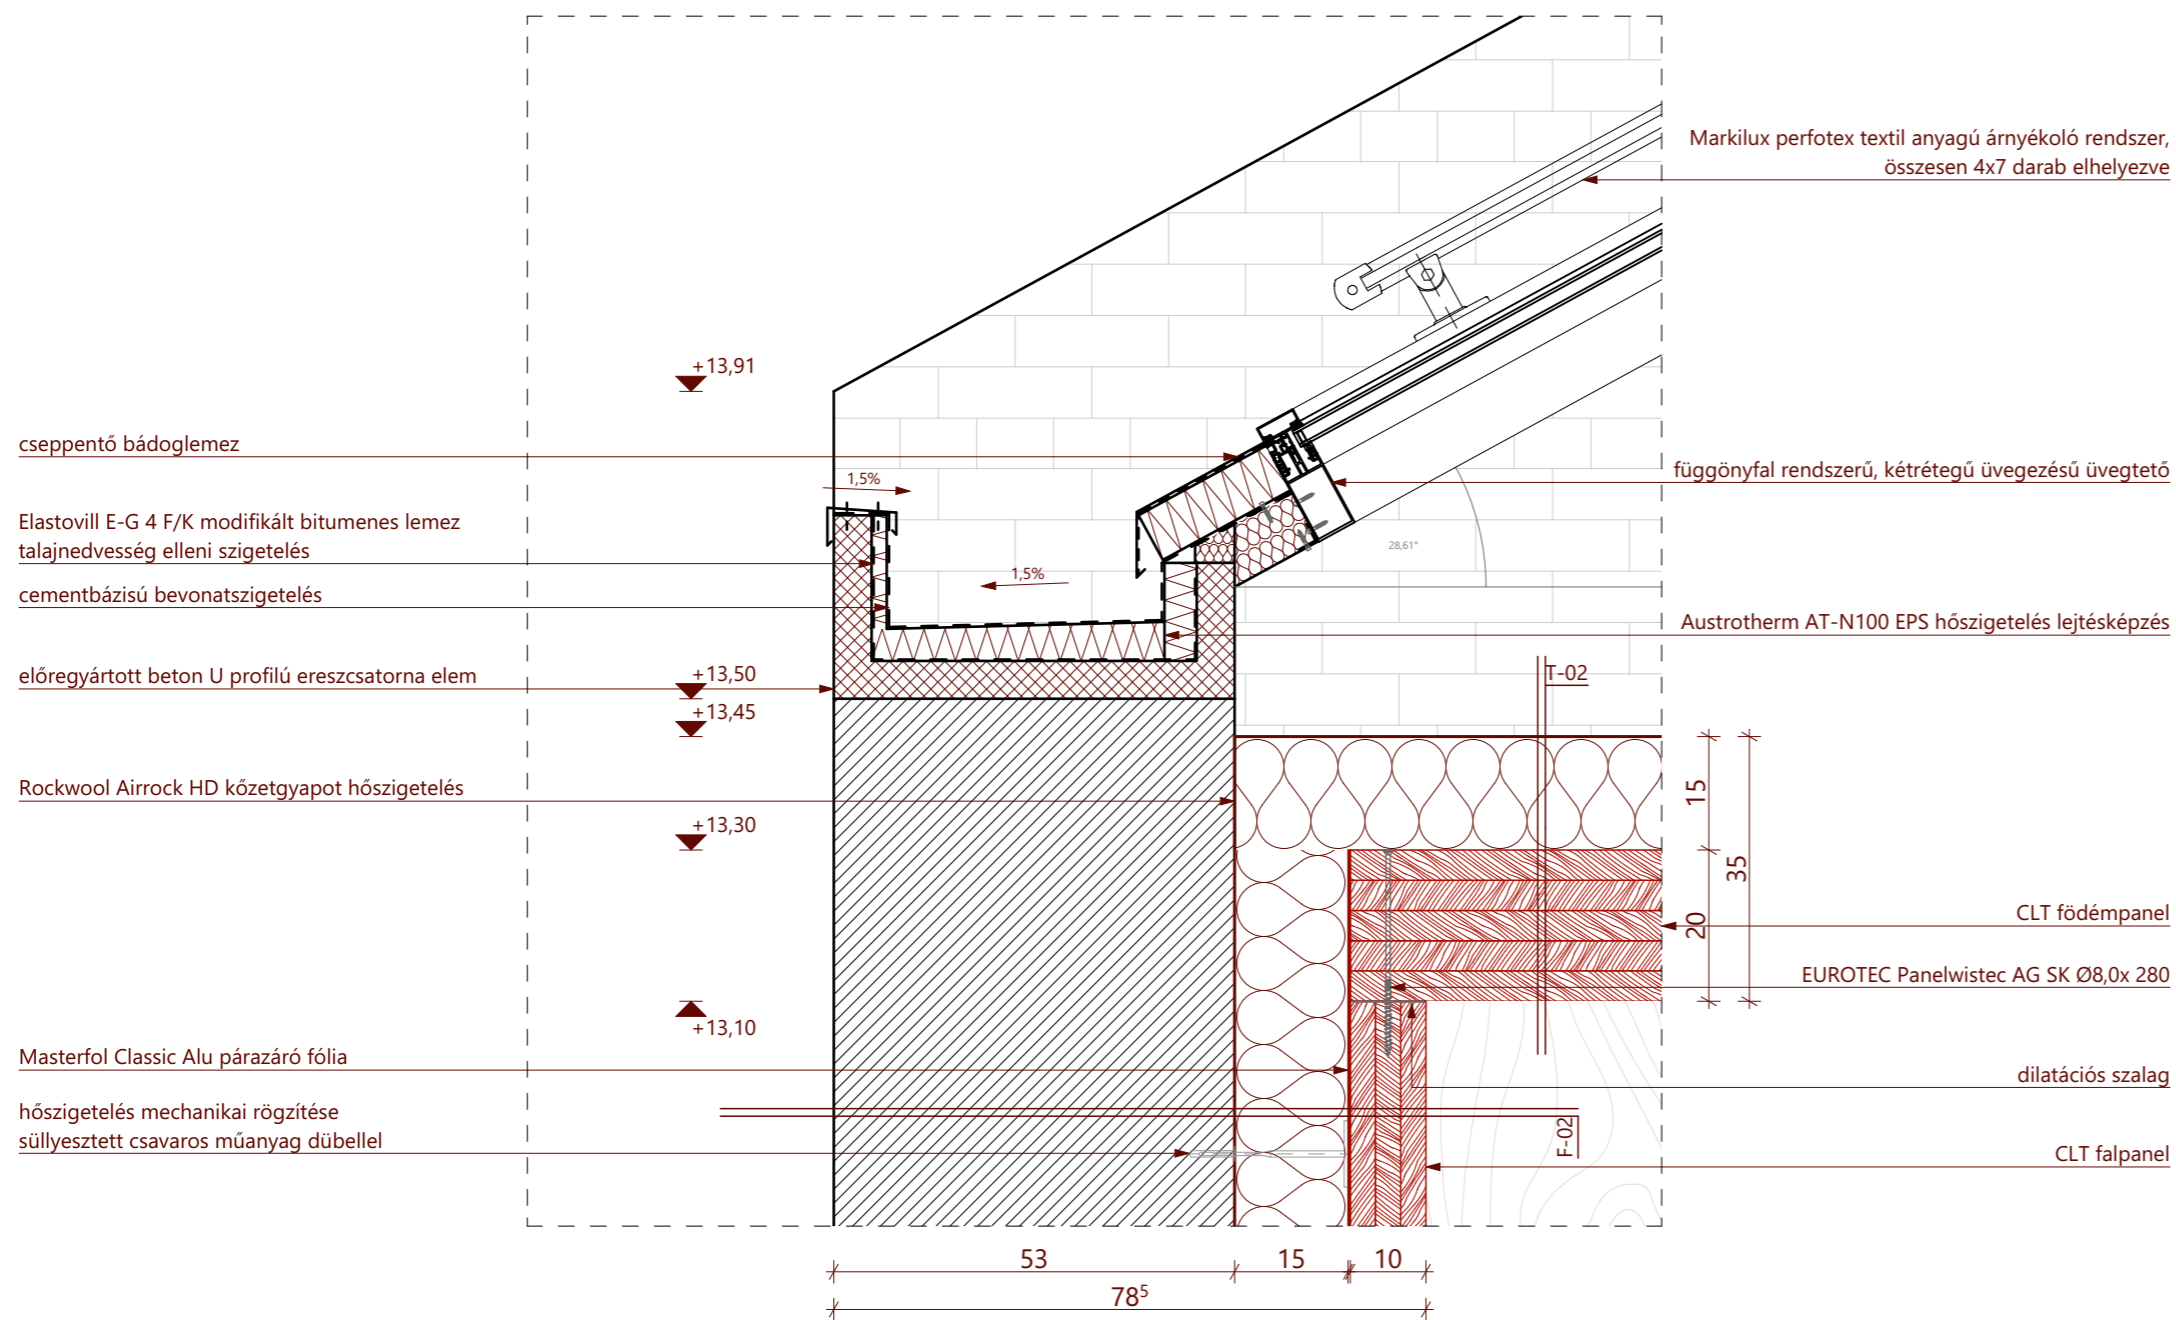 Markilux perfotex textil anyagú árnyékoló rendszer,
összesen 4x7 darab elhelyezve
+13,91
cseppentő bádoglemez
függönyfal rendszerű, kétrétegű üvegezésű üvegtető
1,5%
Elastovill E-G 4 F/K modifikált bitumenes lemez
talajnedvesség elleni szigetelés
28,61°
1,5%
cementbázisú bevonatszigetelés
Austrotherm AT-N100 EPS hőszigetelés lejtésképzés
előregyártott beton U profilú ereszcsatorna elem
+13,50
T-02
+13,45
Rockwool Airrock HD kőzetgyapot hőszigetelés
15
+13,30
35
20
CLT födémpanel
EUROTEC Panelwistec AG SK Ø8,0x 280
+13,10
Masterfol Classic Alu párazáró fólia
dilatációs szalag
hőszigetelés mechanikai rögzítése
süllyesztett csavaros műanyag dübellel
F-02
CLT falpanel
53
15
10
78⁵